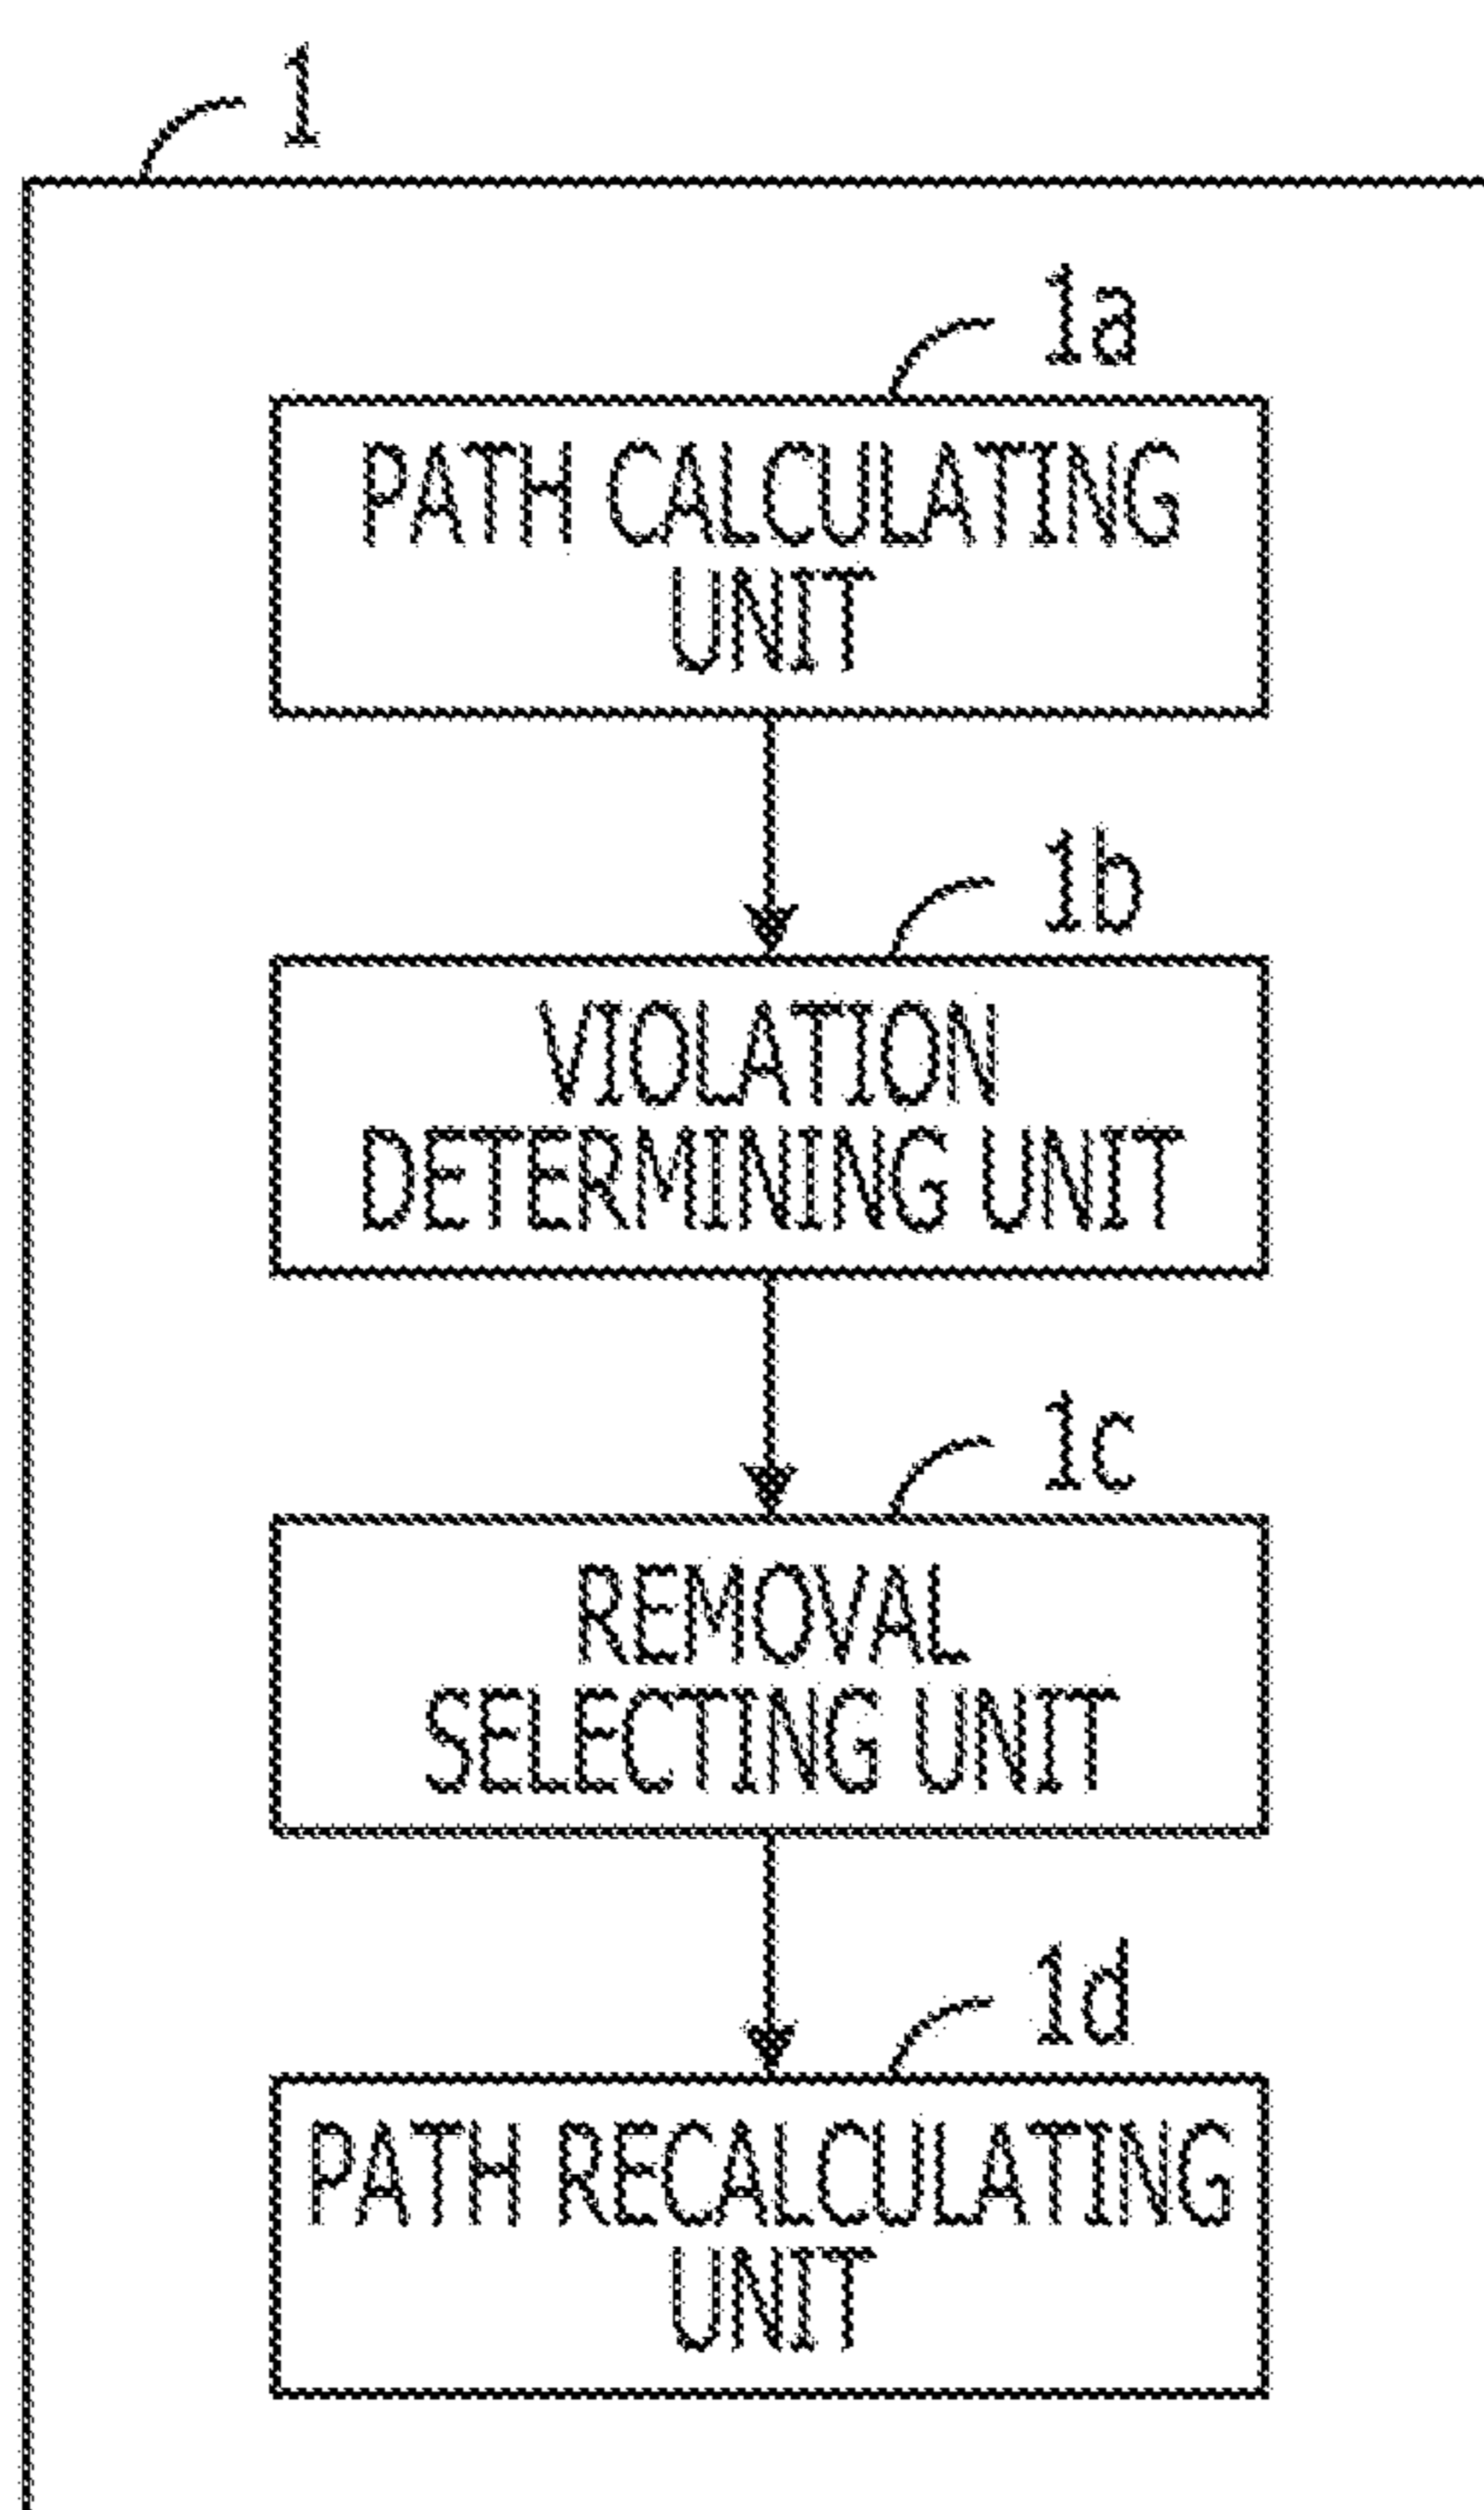 1
1a
PATH CALCULATING
UNIT
1b
VIOLATION
DETERMINING UNIT
1c
REMOVAL
SELECTING UNIT
1d
PATH RECALCULATING
UNIT